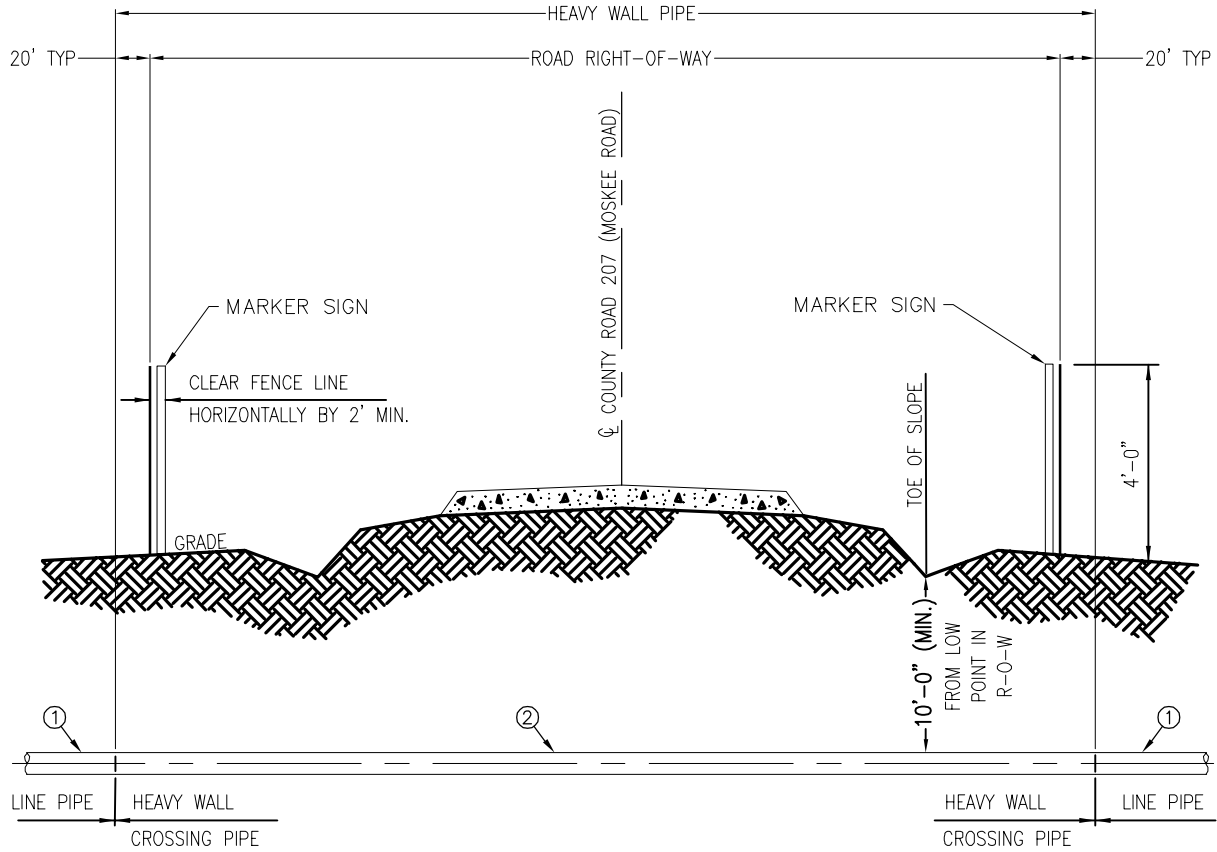 HEAVY WALL PIPE
20' TYP
ROAD RIGHT-OF-WAY
20' TYP
℄ COUNTY ROAD 207 (MOSKEE ROAD)
MARKER SIGN
MARKER SIGN
CLEAR FENCE LINE
HORIZONTALLY BY 2' MIN.
TOE OF SLOPE
4'-0"
GRADE
10'-0" (MIN.)
FROM LOW
POINT IN
R-O-W
1
2
1
LINE PIPE
HEAVY WALL
CROSSING PIPE
HEAVY WALL
CROSSING PIPE
LINE PIPE